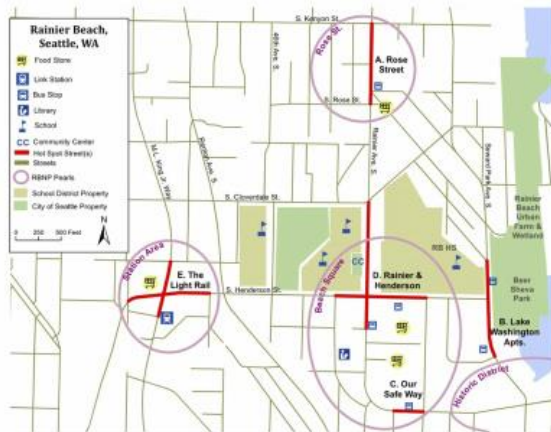 Rainier Beach,
Seattle, WA
Food Store
Link Station
Bus Stop
Library
School
CC Community Center
Hot Spot Street(s)
Streets
RBNP Pearls
School District Property
City of Seattle Property
0 250 500 Feet
N
S. Kenyon St.
Rose St.
A. Rose
Street
S. Rose St.
46th Ave. S.
M.L. King Jr. Way
Renton Ave. S.
Rainier Ave. S.
Seward Park Ave. S.
S. Cloverdale St.
Rainier
Beach
Urban
Farm &
Wetland
RB HS
CC
Station Area
E. The
Light Rail
S. Henderson St.
Beach Square
D. Rainier &
Henderson
Beer
Sheva
Park
B. Lake
Washington
Apts.
C. Our
Safe Way
Historic District